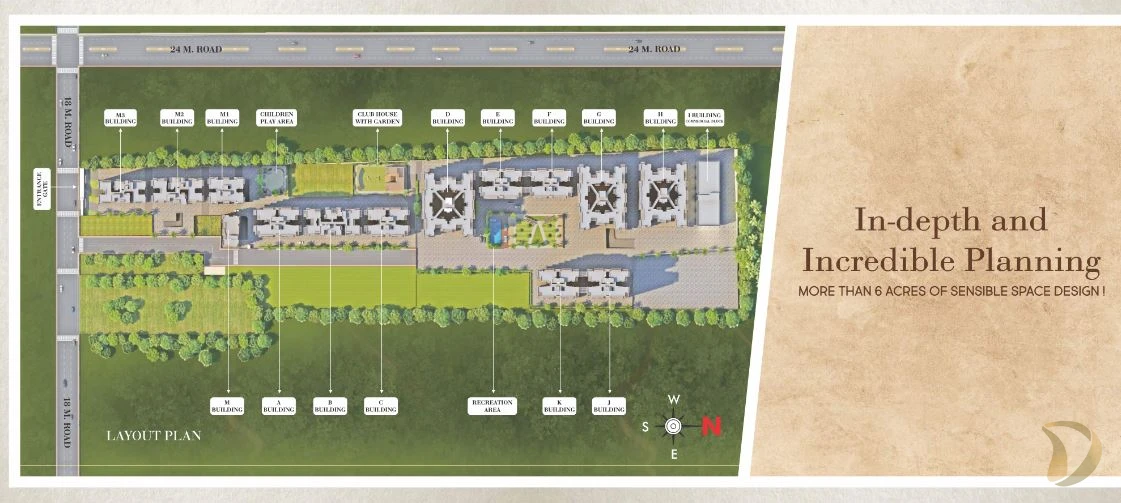 24 M. ROAD
24 M. ROAD
18 M. ROAD
M3
BUILDING
M2
BUILDING
M1
BUILDING
CHILDREN
PLAY AREA
CLUB HOUSE
WITH GARDEN
D
BUILDING
E
BUILDING
F
BUILDING
G
BUILDING
H
BUILDING
I BUILDING
ENTRANCE
GATE
In-depth and
Incredible Planning
MORE THAN 6 ACRES OF SENSIBLE SPACE DESIGN !
M
BUILDING
A
BUILDING
B
BUILDING
C
BUILDING
RECREATION
AREA
K
BUILDING
J
BUILDING
18 M. ROAD
LAYOUT PLAN
W
S
N
E